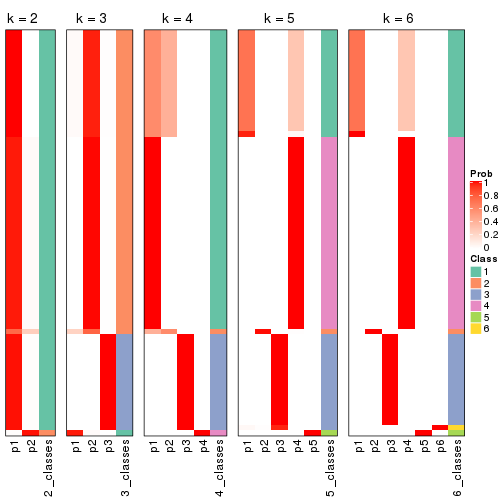 k = 2
k = 3
k = 4
k = 5
k = 6
Prob
1
0.8
0.6
0.4
0.2
0
Class
1
2
3
4
5
6
p1
p2
2_classes
p1
p2
p3
3_classes
p1
p2
p3
p4
4_classes
p1
p2
p3
p4
p5
5_classes
p1
p2
p3
p4
p5
p6
6_classes